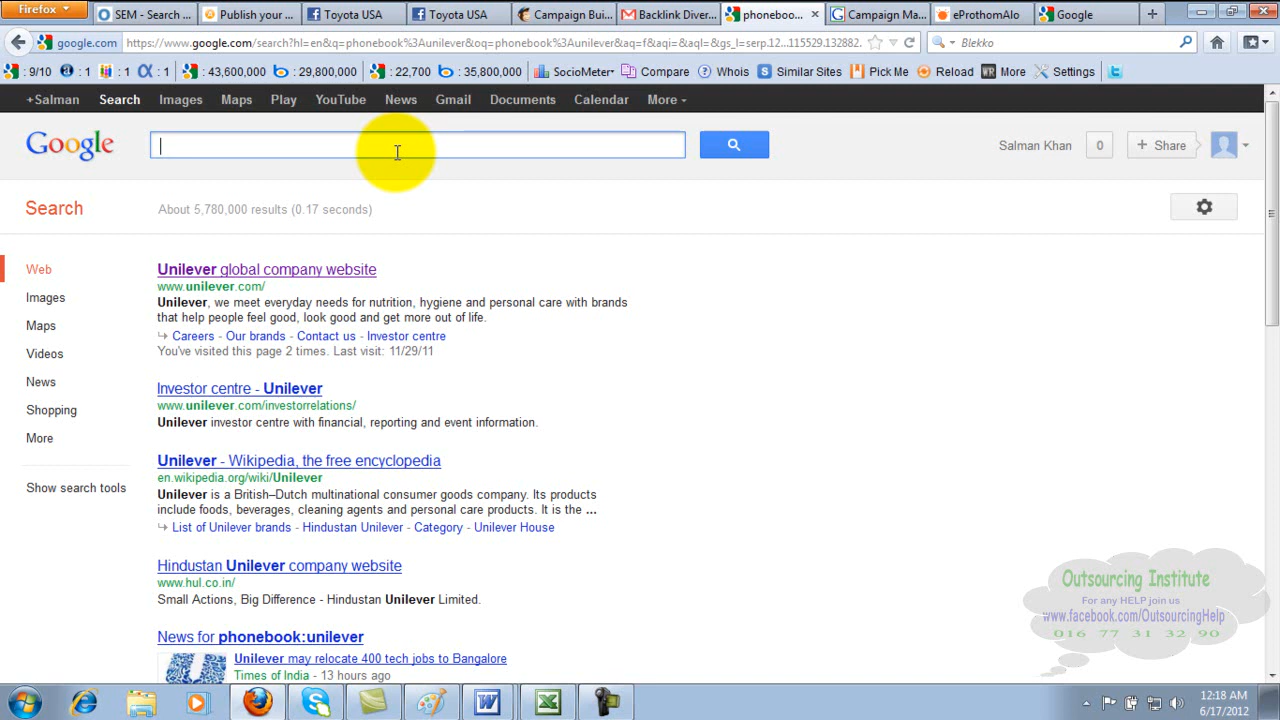 Firefox
SEM - Search ...
Publish your ...
Toyota USA
Toyota USA
Campaign Bui...
Backlink Diver...
phoneboo...
Campaign Ma...
eProthomAlo
Google
google.com
https://www.google.com/search?hl=en&q=phonebook%3Aunilever&oq=phonebook%3Aunilever&aq=f&aqi=&aql=&gs_l=serp.12...115529.132882.
Blekko
: 9/10
: 1
: 1
: 1
: 43,600,000
: 29,800,000
: 22,700
: 35,800,000
SocioMeter
Compare
Whois
Similar Sites
Pick Me
Reload
WR More
Settings
+Salman Search Images Maps Play YouTube News Gmail Documents Calendar More
Google
Salman Khan
0
+ Share
Search
About 5,780,000 results (0.17 seconds)
Web
Images
Maps
Videos
News
Shopping
More
Show search tools
Unilever global company website
www.unilever.com/
Unilever, we meet everyday needs for nutrition, hygiene and personal care with brands
that help people feel good, look good and get more out of life.
Careers - Our brands - Contact us - Investor centre
You've visited this page 2 times. Last visit: 11/29/11
Investor centre - Unilever
www.unilever.com/investorrelations/
Unilever investor centre with financial, reporting and event information.
Unilever - Wikipedia, the free encyclopedia
en.wikipedia.org/wiki/Unilever
Unilever is a British–Dutch multinational consumer goods company. Its products
include foods, beverages, cleaning agents and personal care products. It is the ...
List of Unilever brands - Hindustan Unilever - Category - Unilever House
Hindustan Unilever company website
www.hul.co.in/
Small Actions, Big Difference - Hindustan Unilever Limited.
News for phonebook:unilever
Unilever may relocate 400 tech jobs to Bangalore
Times of India - 13 hours ago
Outsourcing Institute
For any HELP join us
www.facebook.com/OutsourcingHelp
016 77 31 32 90
12:18 AM
6/17/2012